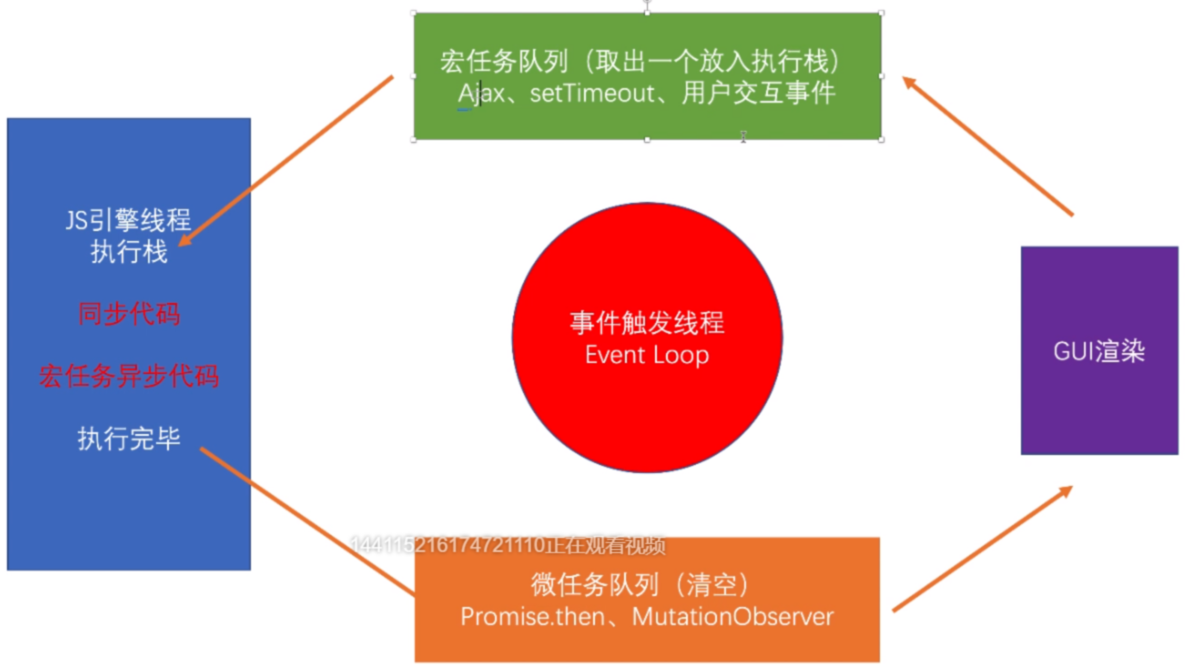 宏任务队列（取出一个放入执行栈）
Ajax、setTimeout、用户交互事件
JS引擎线程
执行栈
同步代码
宏任务异步代码
执行完毕
事件触发线程
Event Loop
GUI渲染
144115216174721110正在观看视频
微任务队列（清空）
Promise.then、MutationObserver